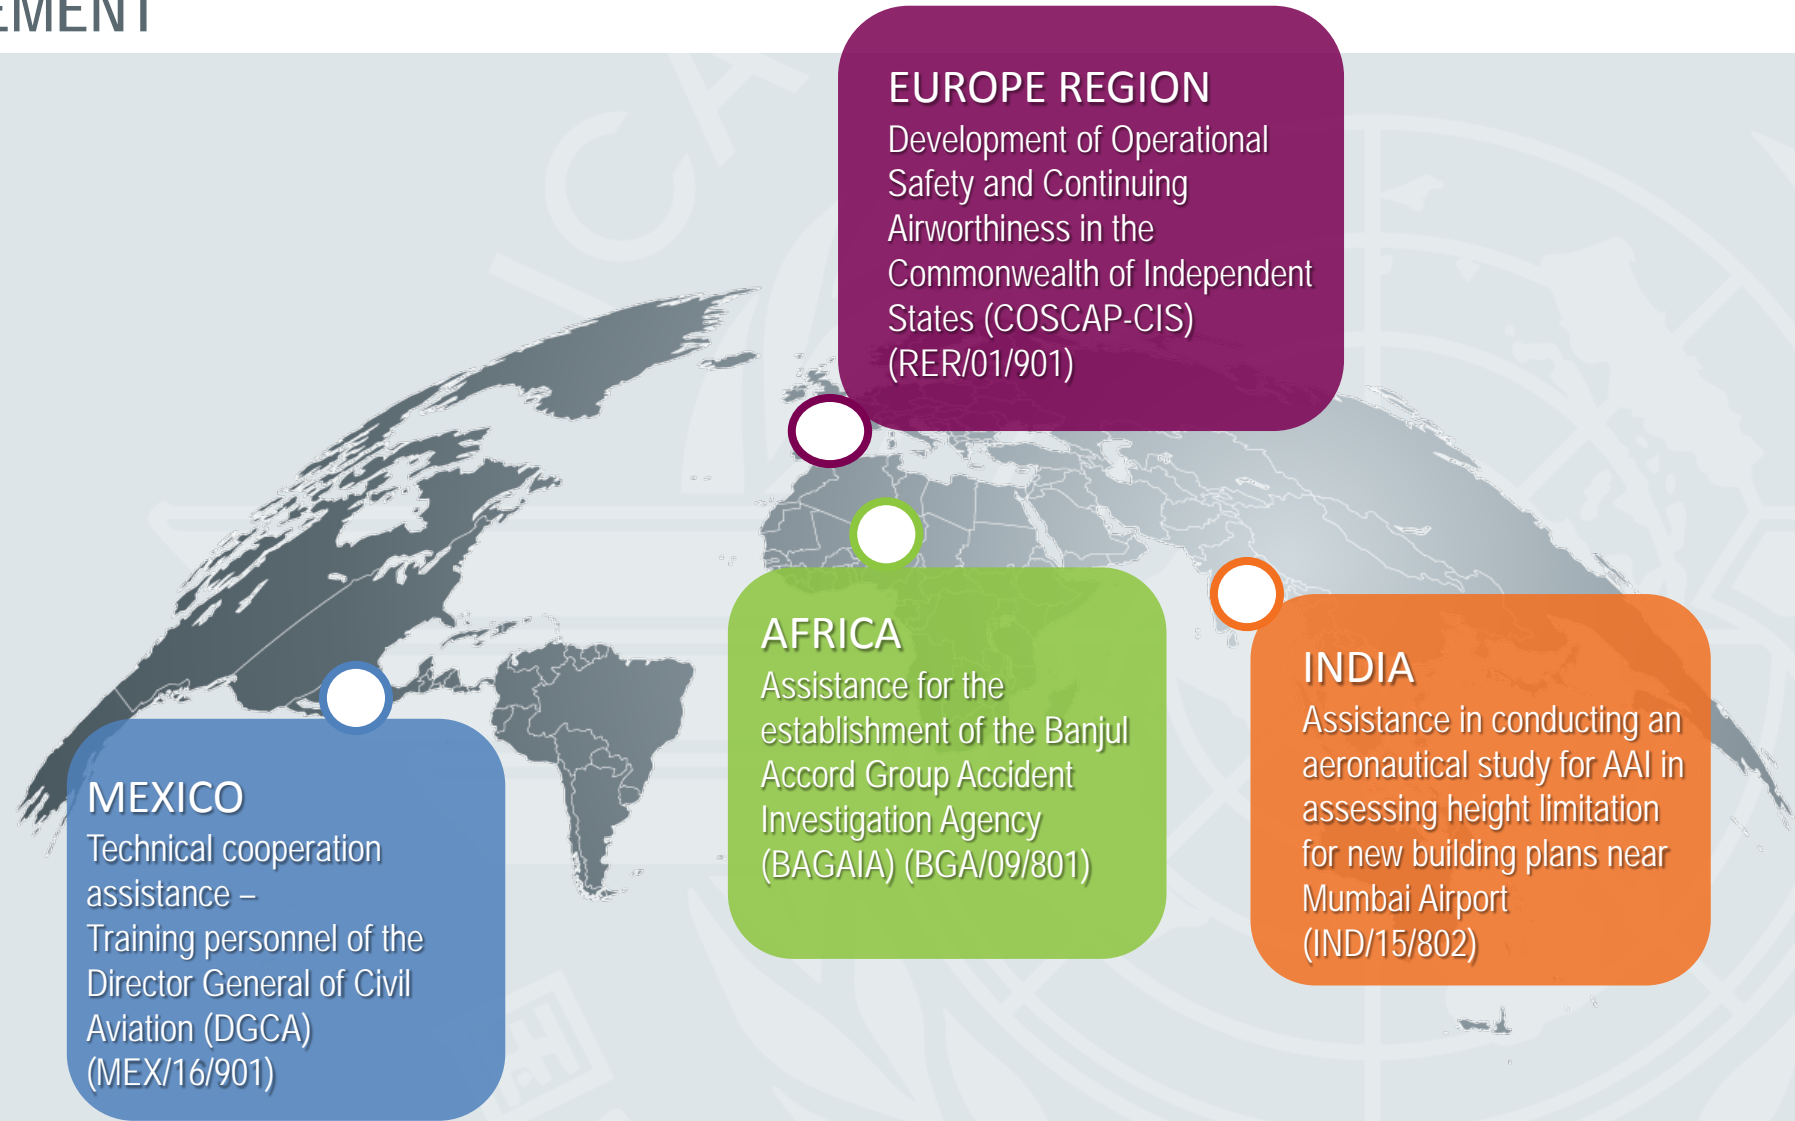 EMENT
EUROPE REGION
Development of Operational
Safety and Continuing
Airworthiness in the
Commonwealth of Independent
States (COSCAP-CIS)
(RER/01/901)
AFRICA
Assistance for the
establishment of the Banjul
Accord Group Accident
Investigation Agency
(BAGAIA) (BGA/09/801)
INDIA
Assistance in conducting an
aeronautical study for AAI in
assessing height limitation
for new building plans near
Mumbai Airport
(IND/15/802)
MEXICO
Technical cooperation
assistance –
Training personnel of the
Director General of Civil
Aviation (DGCA)
(MEX/16/901)